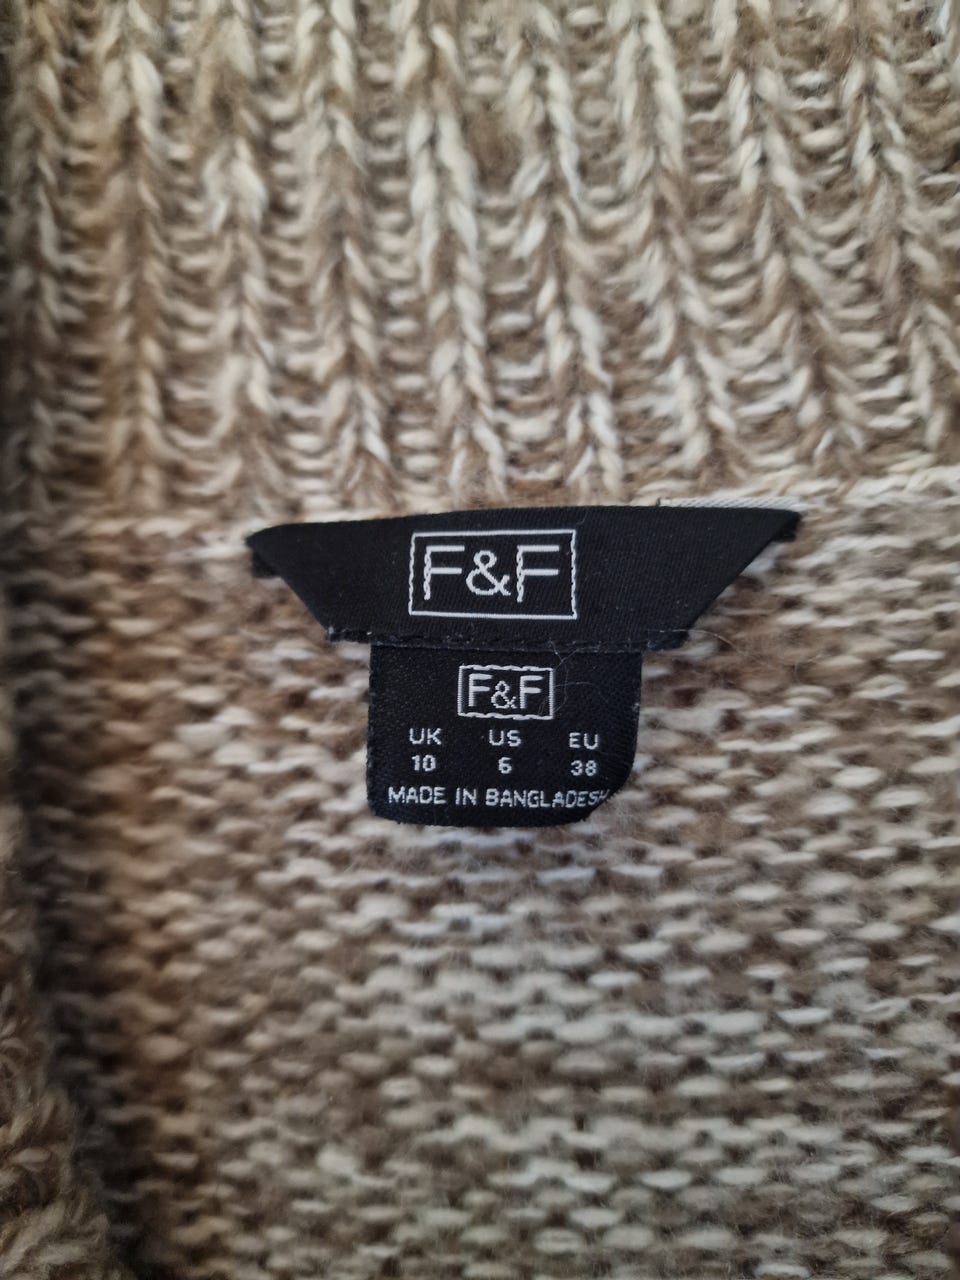 F&F
F&F
UK US EU
10 6 38
MADE IN BANGLADESH